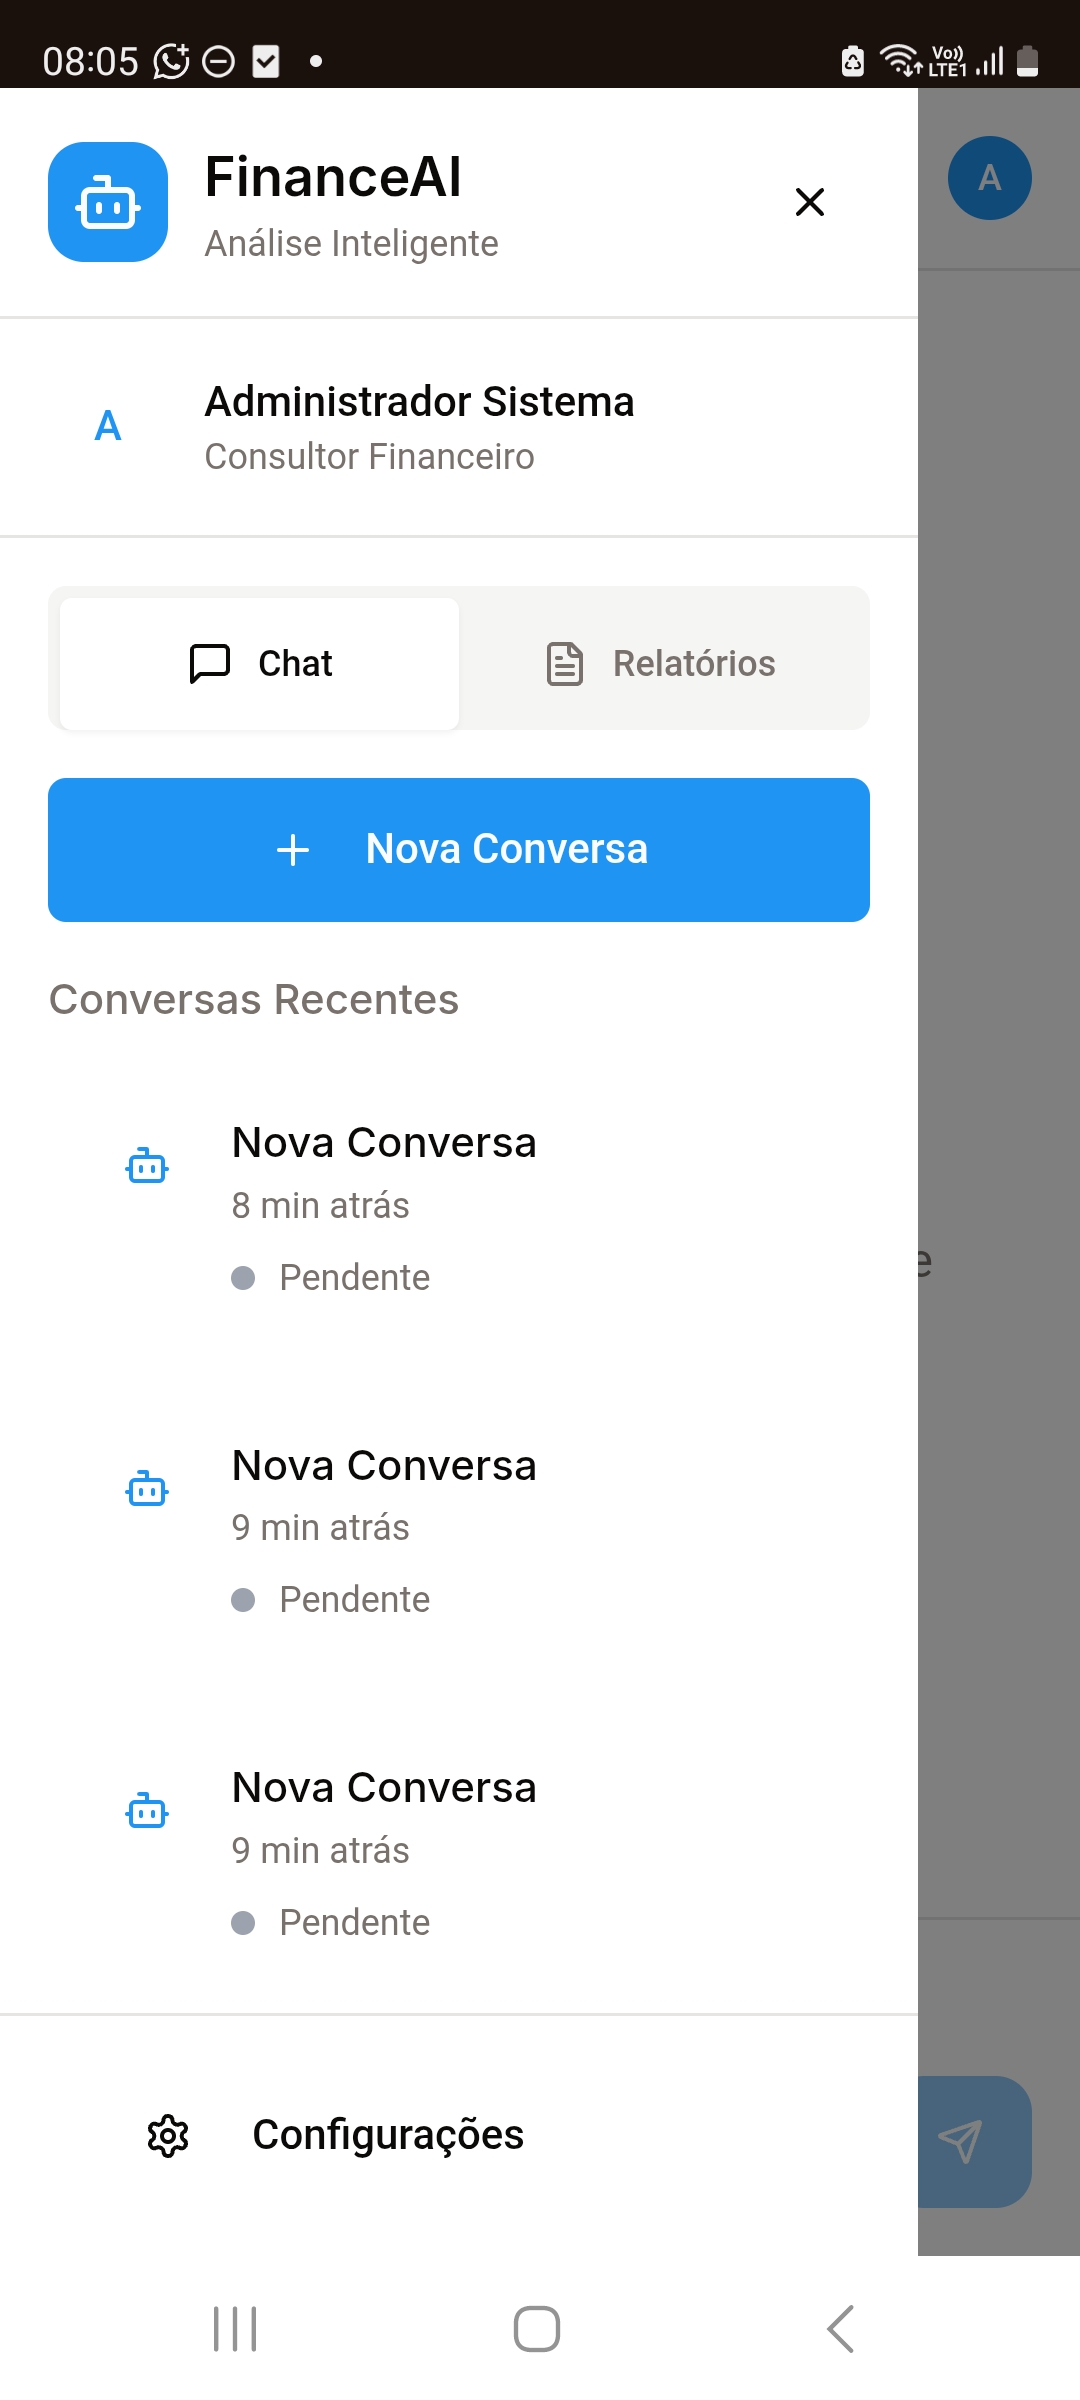 08:05
Vo))
LTE1
FinanceAI
Análise Inteligente
A
A
Administrador Sistema
Consultor Financeiro
Chat
Relatórios
Nova Conversa
Conversas Recentes
Nova Conversa
8 min atrás
Pendente
e
Nova Conversa
9 min atrás
Pendente
Nova Conversa
9 min atrás
Pendente
Configurações